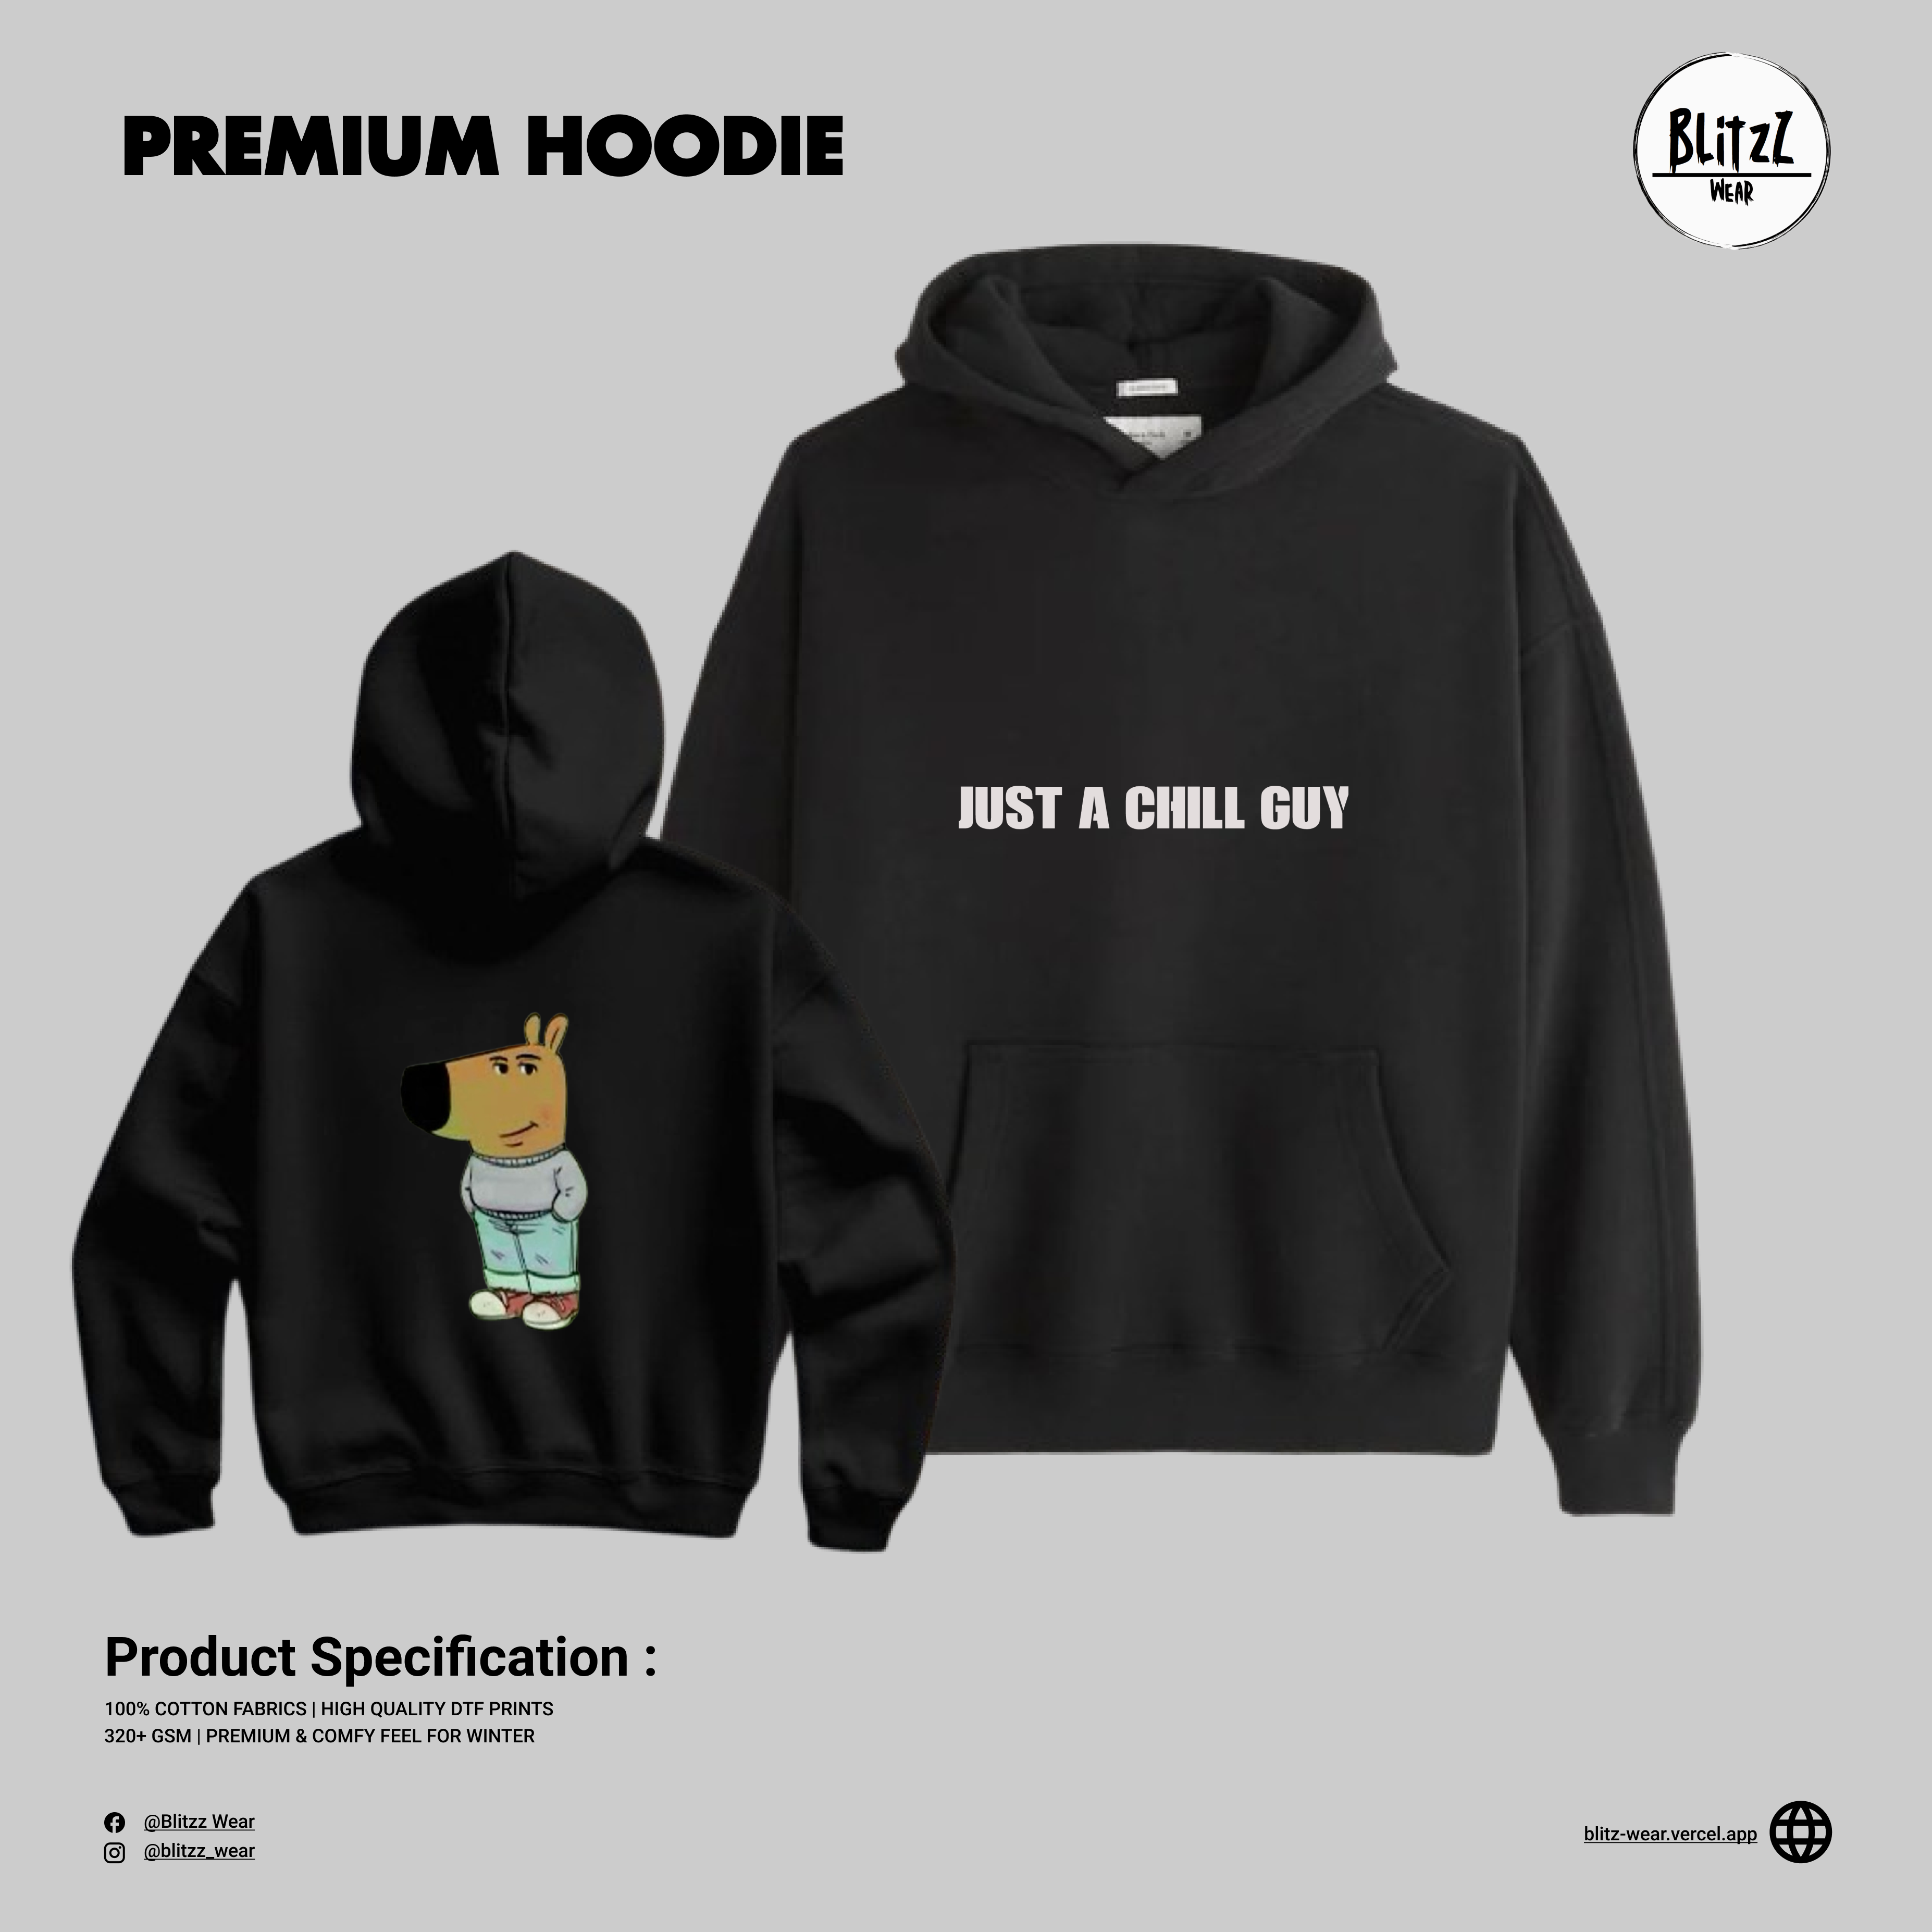 PREMIUM HOODIE
BLitzZ
WEAR
JUST A CHILL GUY
Product Specification :
100% COTTON FABRICS | HIGH QUALITY DTF PRINTS
320+ GSM | PREMIUM & COMFY FEEL FOR WINTER
@Blitzz Wear
@blitzz_wear
blitz-wear.vercel.app